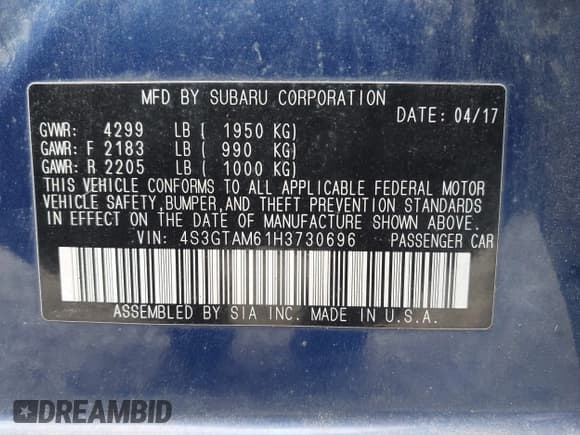 MFD BY SUBARU CORPORATION
DATE: 04/17
GVWR: 4299 LB ( 1950 KG)
GAWR: F 2183 LB ( 990 KG)
GAWR: R 2205 LB ( 1000 KG)
THIS VEHICLE CONFORMS TO ALL APPLICABLE FEDERAL MOTOR
VEHICLE SAFETY,BUMPER,AND THEFT PREVENTION STANDARDS
IN EFFECT ON THE DATE OF MANUFACTURE SHOWN ABOVE.
VIN: 4S3GTAM61H3730696 PASSENGER CAR
ASSEMBLED BY SIA INC. MADE IN U.S.A.
DREAMBID